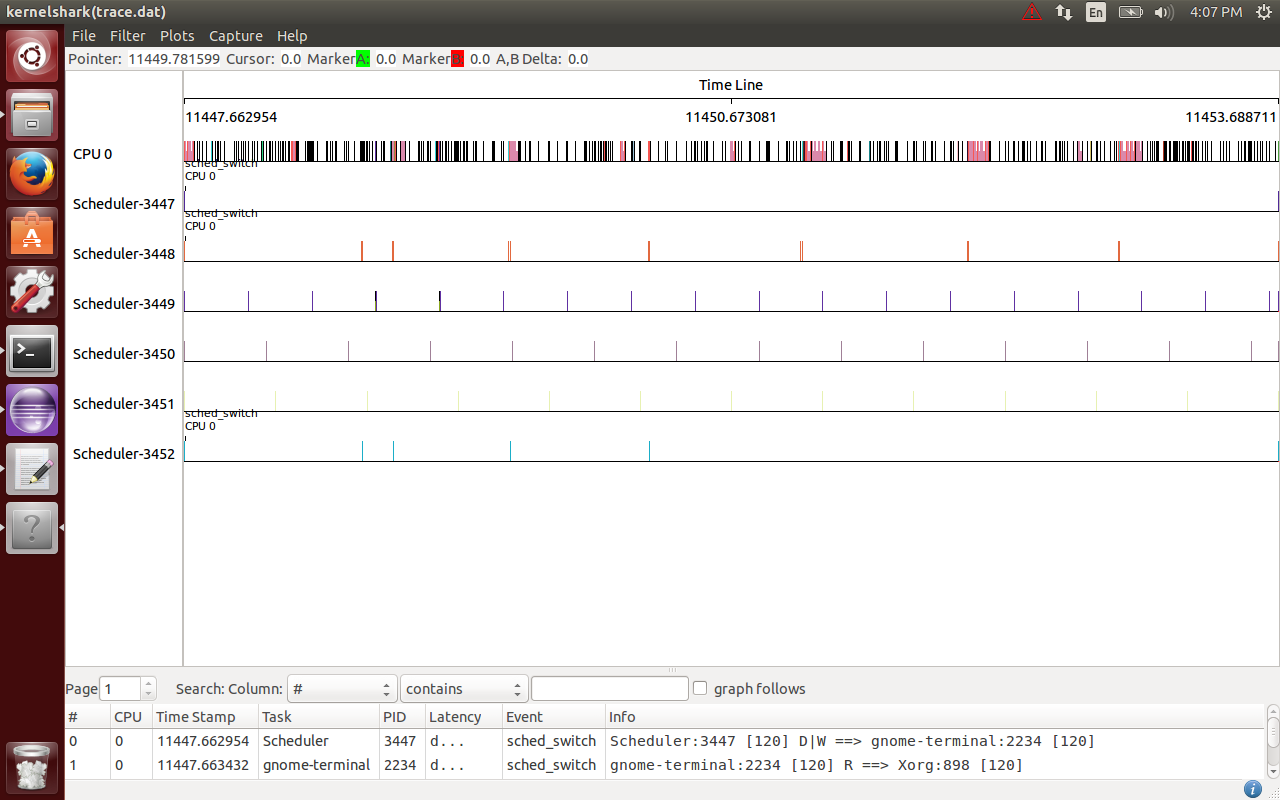 kernelshark(trace.dat)
En
4:07 PM
File Filter Plots Capture Help
Pointer: 11449.781599 Cursor: 0.0 Marker A: 0.0 Marker B: 0.0 A,B Delta: 0.0
Time Line
11447.662954 11450.673081 11453.688711
CPU 0
sched_switch
CPU 0
Scheduler-3447
sched_switch
CPU 0
Scheduler-3448
Scheduler-3449
Scheduler-3450
Scheduler-3451
sched_switch
CPU 0
Scheduler-3452
Page 1 Search: Column: # contains graph follows
# CPU Time Stamp Task PID Latency Event Info
0 0 11447.662954 Scheduler 3447 d... sched_switch Scheduler:3447 [120] D|W ==> gnome-terminal:2234 [120]
1 0 11447.663432 gnome-terminal 2234 d... sched_switch gnome-terminal:2234 [120] R ==> Xorg:898 [120]